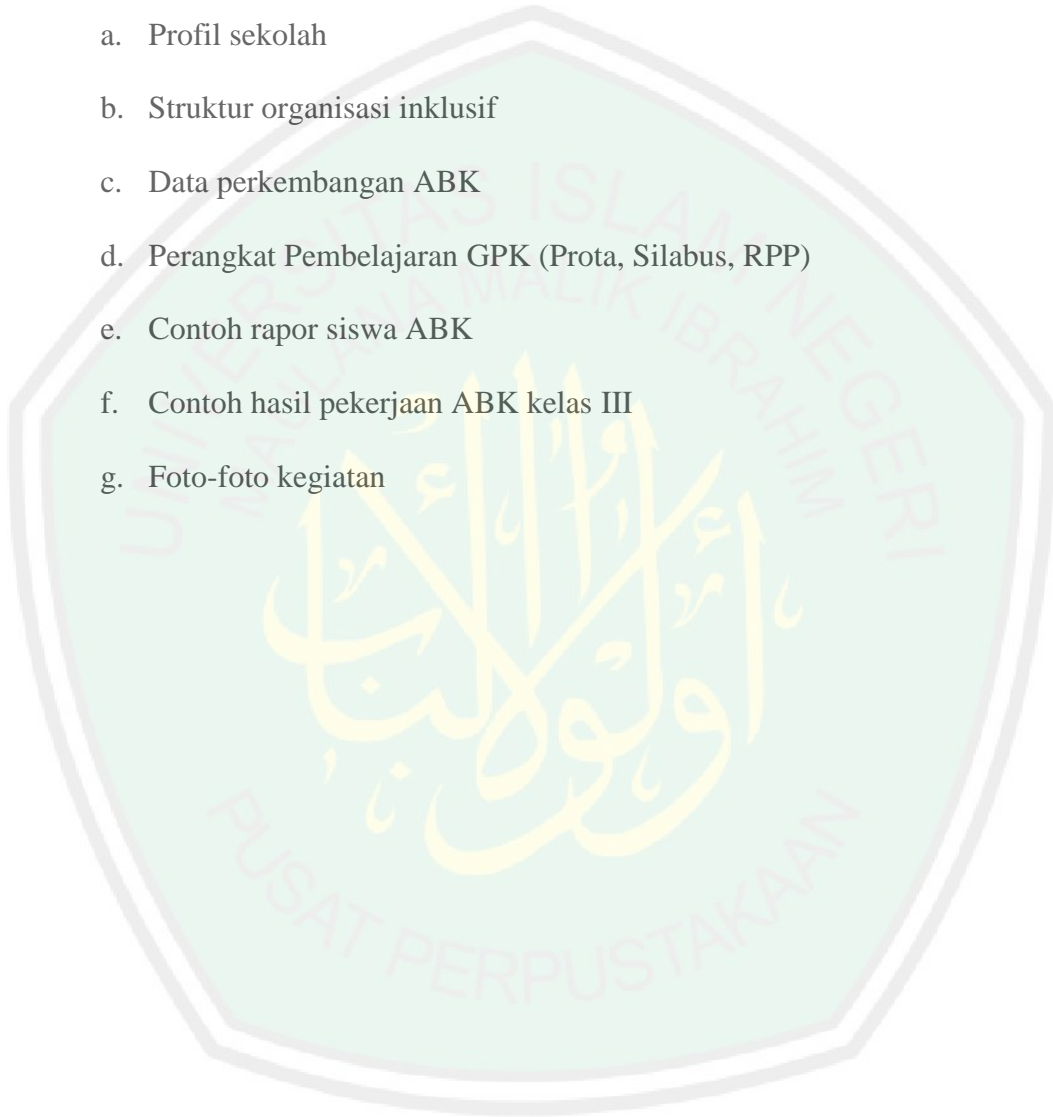 a. Profil sekolah
b. Struktur organisasi inklusif
c. Data perkembangan ABK
d. Perangkat Pembelajaran GPK (Prota, Silabus, RPP)
e. Contoh rapor siswa ABK
f. Contoh hasil pekerjaan ABK kelas III
g. Foto-foto kegiatan
UNIVERSITAS ISLAM NEGERI
MAULANA MALIK IBRAHIM
PUSAT PERPUSTAKAAN